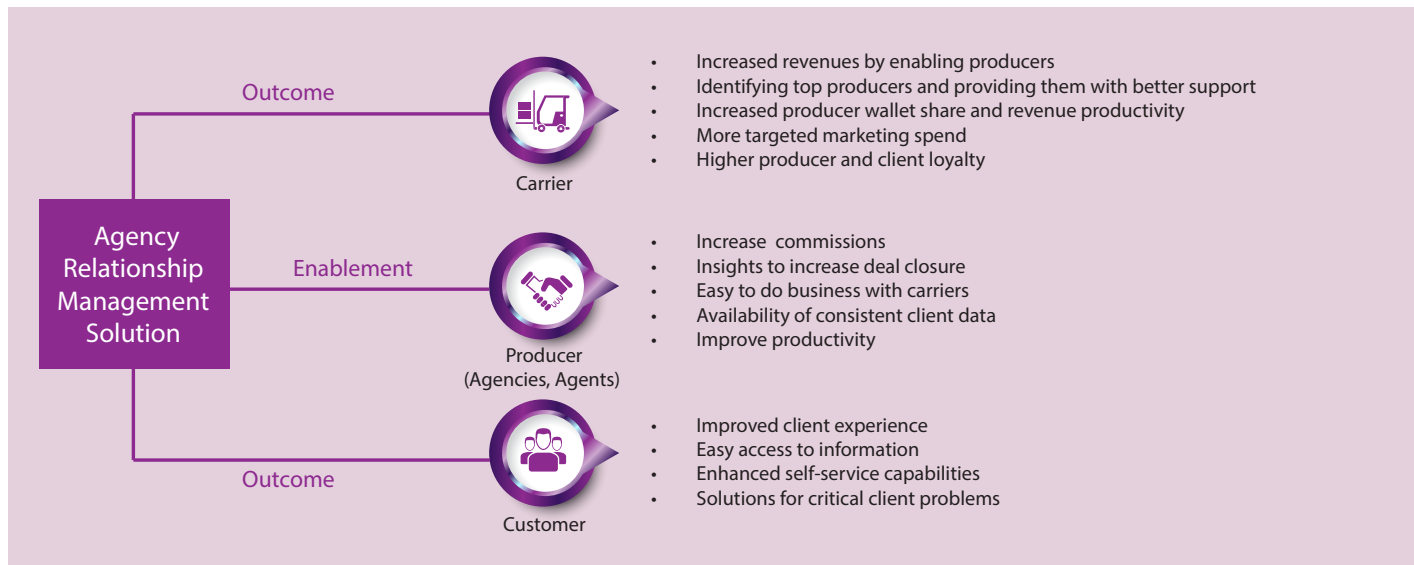 Agency
Relationship
Management
Solution
Outcome
Carrier
• Increased revenues by enabling producers
• Identifying top producers and providing them with better support
• Increased producer wallet share and revenue productivity
• More targeted marketing spend
• Higher producer and client loyalty
Enablement
Producer
(Agencies, Agents)
• Increase commissions
• Insights to increase deal closure
• Easy to do business with carriers
• Availability of consistent client data
• Improve productivity
Outcome
Customer
• Improved client experience
• Easy access to information
• Enhanced self-service capabilities
• Solutions for critical client problems